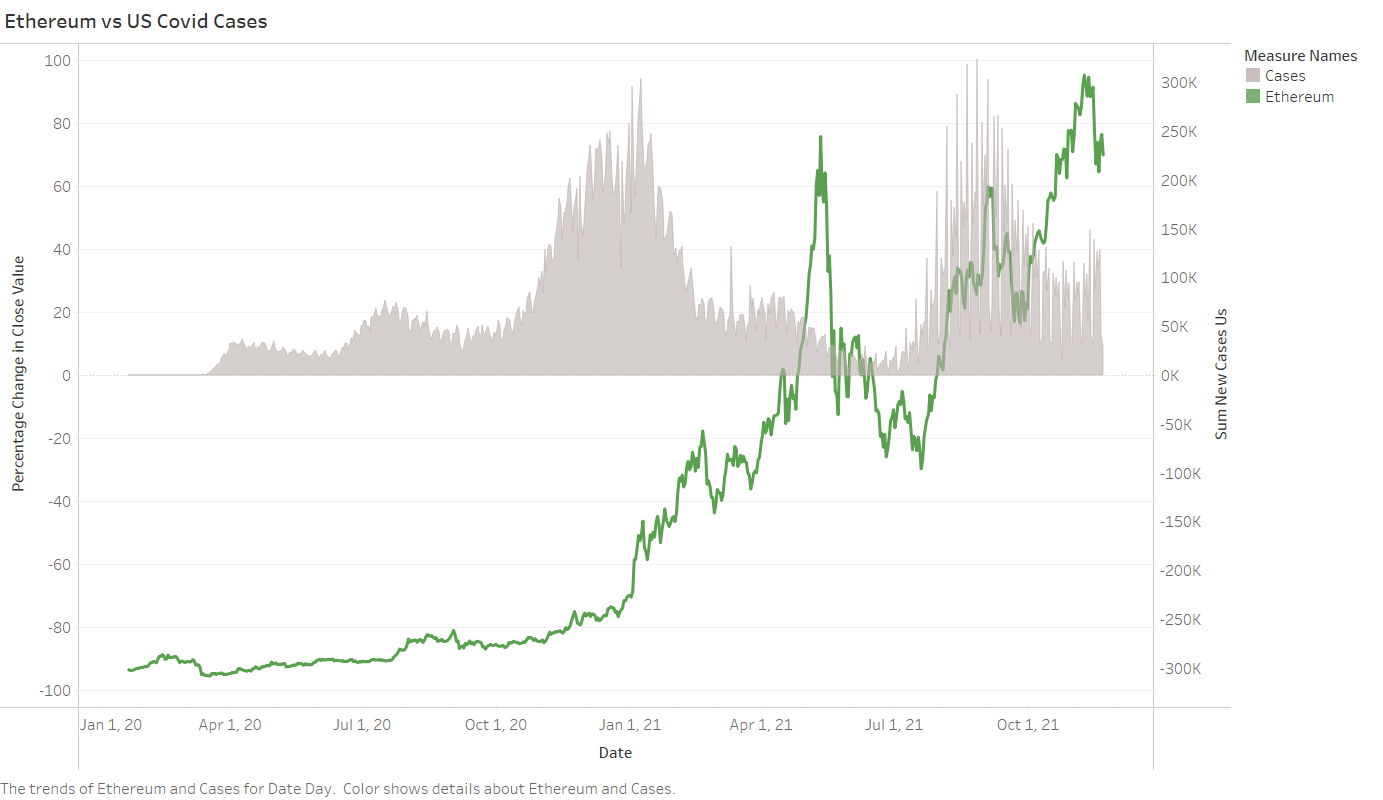 Ethereum vs US Covid Cases
Measure Names
Cases
Ethereum
Percentage Change in Close Value
100
80
60
40
20
0
-20
-40
-60
-80
-100
300K
250K
200K
150K
100K
50K
0K
-50K
-100K
-150K
-200K
-250K
-300K
Sum New Cases Us
Jan 1, 20 Apr 1, 20 Jul 1, 20 Oct 1, 20 Jan 1, 21 Apr 1, 21 Jul 1, 21 Oct 1, 21
Date
The trends of Ethereum and Cases for Date Day. Color shows details about Ethereum and Cases.